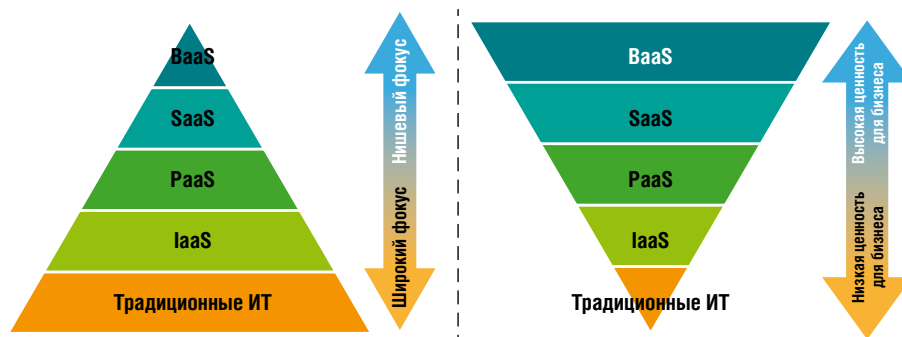 BaaS
SaaS
PaaS
IaaS
Традиционные ИТ
Нишевый фокус
Широкий фокус
BaaS
SaaS
PaaS
IaaS
Традиционные ИТ
Высокая ценность
для бизнеса
Низкая ценность
для бизнеса